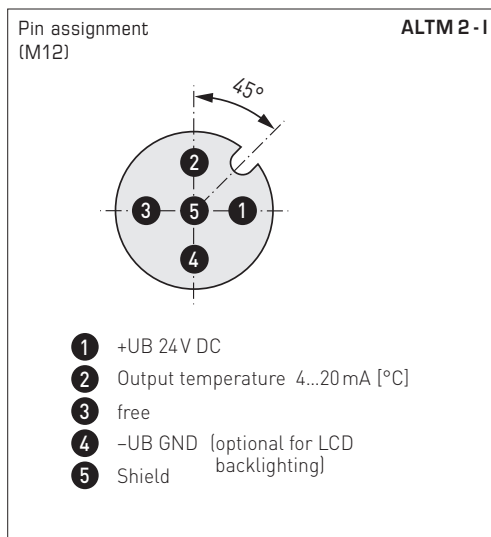 Pin assignment
(M12)
ALTM 2 - I
45°
2
3 5 1
4
1 +UB 24 V DC
2 Output temperature 4...20 mA [°C]
3 free
4 –UB GND (optional for LCD
backlighting)
5 Shield